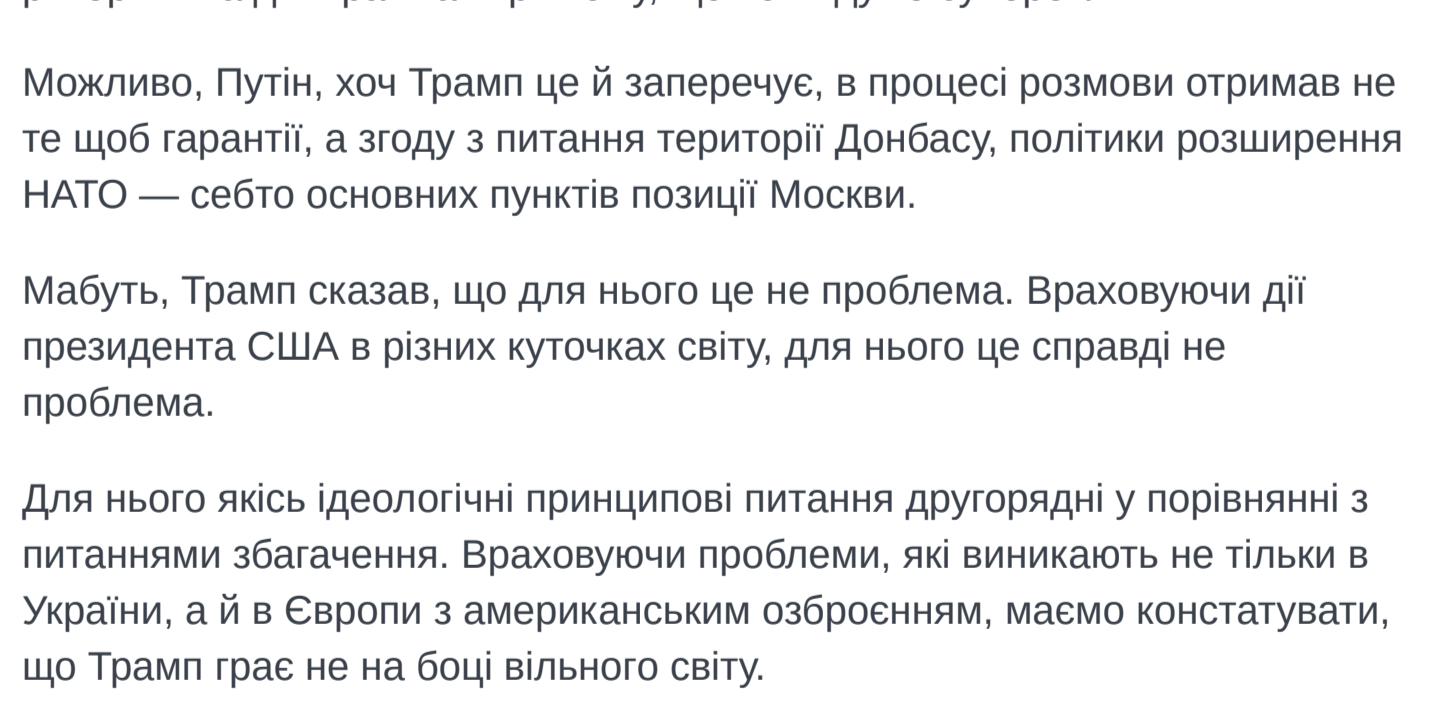 Можливо, Путін, хоч Трамп це й заперечує, в процесі розмови отримав не
те щоб гарантії, а згоду з питання території Донбасу, політики розширення
НАТО — себто основних пунктів позиції Москви.
Мабуть, Трамп сказав, що для нього це не проблема. Враховуючи дії
президента США в різних куточках світу, для нього це справді не
проблема.
Для нього якісь ідеологічні принципові питання другорядні у порівнянні з
питаннями збагачення. Враховуючи проблеми, які виникають не тільки в
України, а й в Європи з американським озброєнням, маємо констатувати,
що Трамп грає не на боці вільного світу.